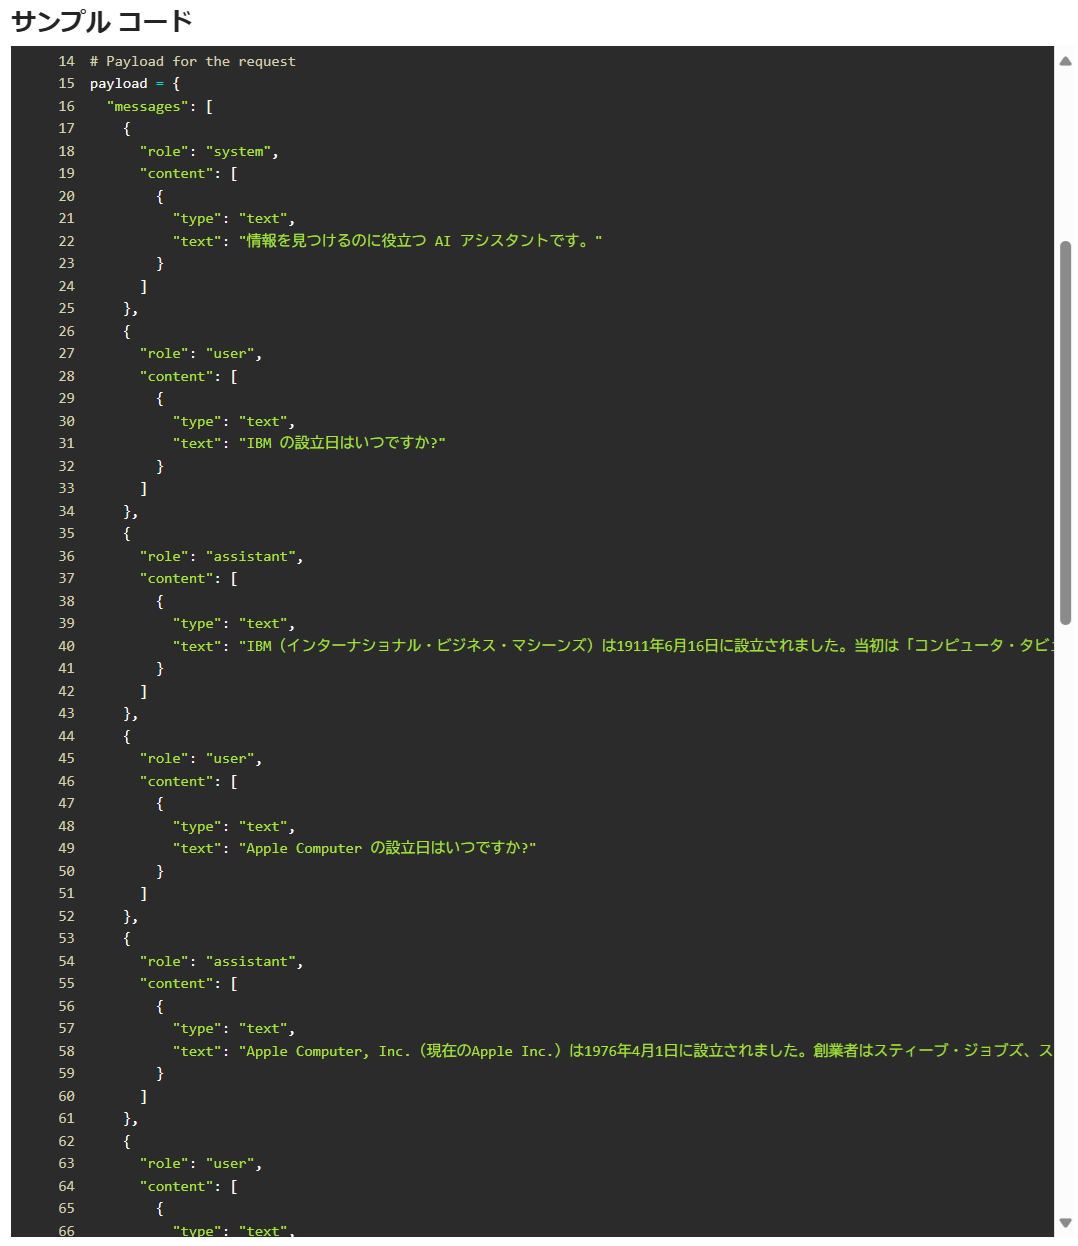 サンプル コード
14 # Payload for the request
15 payload = {
16 "messages": [
17 {
18 "role": "system",
19 "content": [
20 {
21 "type": "text",
22 "text": "情報を見つけるのに役立つ AI アシスタントです。"
23 }
24 ]
25 },
26 {
27 "role": "user",
28 "content": [
29 {
30 "type": "text",
31 "text": "IBM の設立日はいつですか?"
32 }
33 ]
34 },
35 {
36 "role": "assistant",
37 "content": [
38 {
39 "type": "text",
40 "text": "IBM（インターナショナル・ビジネス・マシーンズ）は1911年6月16日に設立されました。当初は「コンピュータ・タビ
41 }
42 ]
43 },
44 {
45 "role": "user",
46 "content": [
47 {
48 "type": "text",
49 "text": "Apple Computer の設立日はいつですか?"
50 }
51 ]
52 },
53 {
54 "role": "assistant",
55 "content": [
56 {
57 "type": "text",
58 "text": "Apple Computer, Inc.（現在のApple Inc.）は1976年4月1日に設立されました。創業者はスティーブ・ジョブズ、ス
59 }
60 ]
61 },
62 {
63 "role": "user",
64 "content": [
65 {
66 "type": "text",